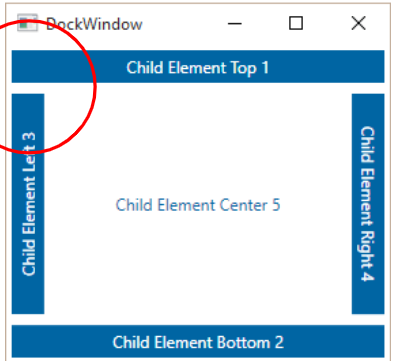 DockWindow
Child Element Top 1
Child Element Left 3
Child Element Center 5
Child Element Right 4
Child Element Bottom 2